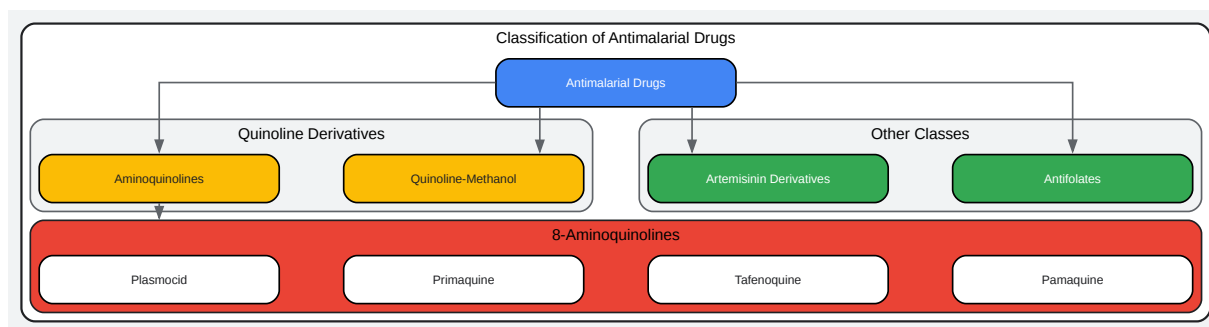 Classification of Antimalarial Drugs
Antimalarial Drugs
Quinoline Derivatives
Other Classes
Aminoquinolines
Quinoline-Methanol
Artemisinin Derivatives
Antifolates
8-Aminoquinolines
Plasmocid
Primaquine
Tafenoquine
Pamaquine